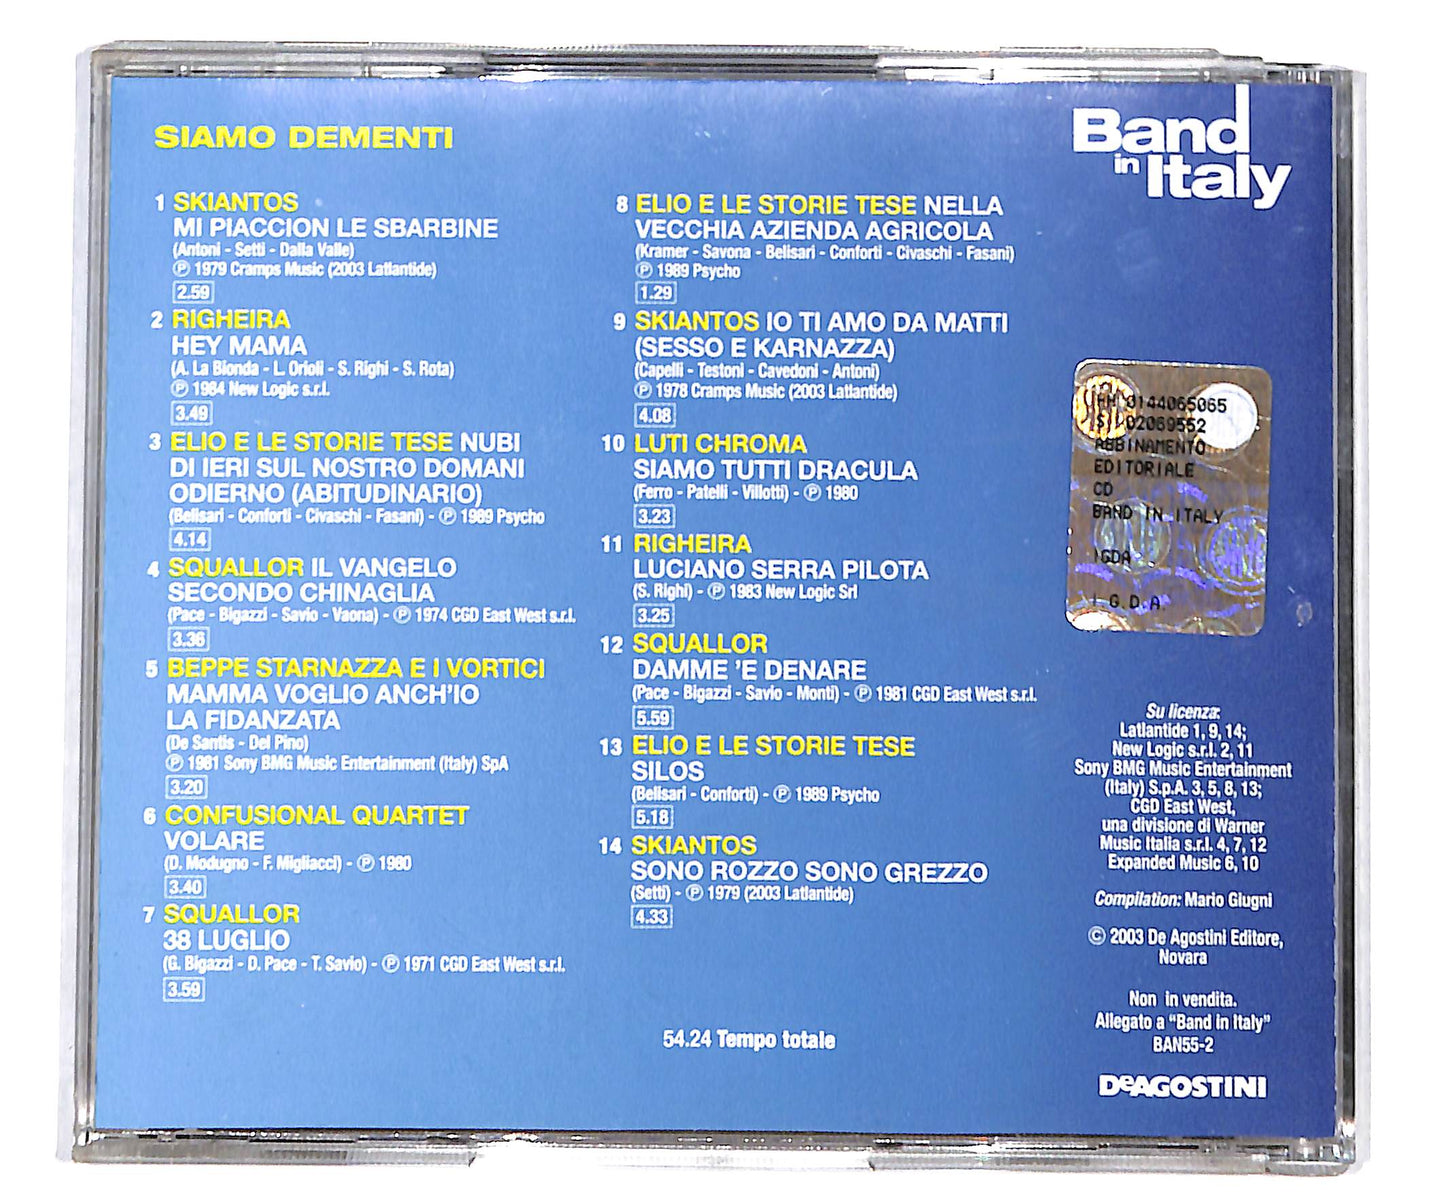 SIAMO DEMENTI
1 SKIANTOS
MI PIACCION LE SBARBINE
(Antoni - Setti - Dalla Valle)
Ⓟ 1979 Cramps Music (2003 Latlantide)
2.59
2 RIGHEIRA
HEY MAMA
(A. La Bionda - L. Orioli - S. Righi - S. Rota)
Ⓟ 1984 New Logic s.r.l.
3.49
3 ELIO E LE STORIE TESE NUBI
DI IERI SUL NOSTRO DOMANI
ODIERNO (ABITUDINARIO)
(Belisari - Conforti - Civaschi - Fasani) - Ⓟ 1989 Psycho
4.14
4 SQUALLOR IL VANGELO
SECONDO CHINAGLIA
(Pace - Bigazzi - Savio - Vaona) - Ⓟ 1974 CGD East West s.r.l.
3.36
5 BEPPE STARNAZZA E I VORTICI
MAMMA VOGLIO ANCH'IO
LA FIDANZATA
(De Santis - Del Pino)
Ⓟ 1981 Sony BMG Music Entertainment (Italy) SpA
3.20
6 CONFUSIONAL QUARTET
VOLARE
(D. Modugno - F. Migliacci) - Ⓟ 1980
3.40
7 SQUALLOR
38 LUGLIO
(G. Bigazzi - D. Pace - T. Savio) - Ⓟ 1971 CGD East West s.r.l.
3.59
8 ELIO E LE STORIE TESE NELLA
VECCHIA AZIENDA AGRICOLA
(Kramer - Savona - Belisari - Conforti - Civaschi - Fasani)
Ⓟ 1989 Psycho
1.29
9 SKIANTOS IO TI AMO DA MATTI
(SESSO E KARNAZZA)
(Capelli - Testoni - Cavedoni - Antoni)
Ⓟ 1978 Cramps Music (2003 Latlantide)
4.08
10 LUTI CHROMA
SIAMO TUTTI DRACULA
(Ferro - Patelli - Villotti) - Ⓟ 1980
3.23
11 RIGHEIRA
LUCIANO SERRA PILOTA
(S. Righi) - Ⓟ 1983 New Logic Srl
3.25
12 SQUALLOR
DAMME 'E DENARE
(Pace - Bigazzi - Savio - Monti) - Ⓟ 1981 CGD East West s.r.l.
5.59
13 ELIO E LE STORIE TESE
SILOS
(Belisari - Conforti) - Ⓟ 1989 Psycho
5.18
14 SKIANTOS
SONO ROZZO SONO GREZZO
(Setti) - Ⓟ 1979 (2003 Latlantide)
4.33
54.24 Tempo totale
Band
in Italy
0144065065
02069552
ABBINAMENTO
EDITORIALE
CD
BAND IN ITALY
IGDA
I.G.D.A.
Su licenza:
Latlantide 1, 9, 14;
New Logic s.r.l. 2, 11
Sony BMG Music Entertainment
(Italy) S.p.A. 3, 5, 8, 13;
CGD East West,
una divisione di Warner
Music Italia s.r.l. 4, 7, 12
Expanded Music 6, 10
Compilation: Mario Giugni
© 2003 De Agostini Editore,
Novara
Non in vendita.
Allegato a "Band in Italy"
BAN55-2
DeAGOSTINI